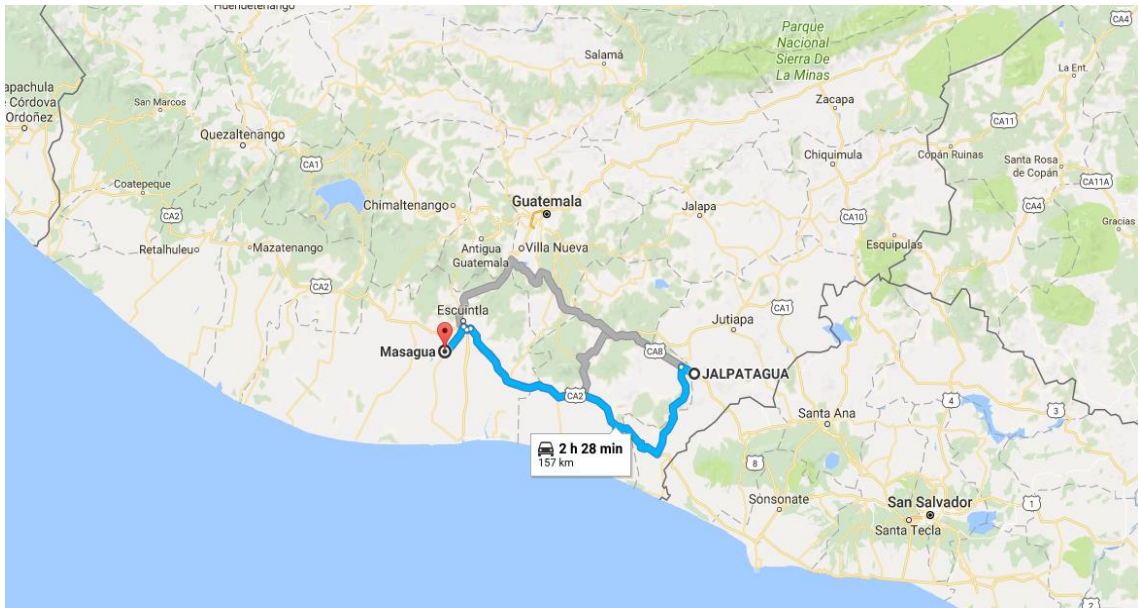 Huehuetenango
CA4
Parque
Nacional
Sierra De
La Minas
Salamá
La Ent.
apachula
e Córdova
Ordoñez
San Marcos
Zacapa
Quezaltenango
CA11
CA1
Chiquimula
Copán Ruinas
Santa Rosa
de Copán
Coatepeque
CA11A
CA2
Chimaltenango
Guatemala
Jalapa
CA4
CA10
Gracias
Retalhuleu
Mazatenango
Antigua
Guatemala
Villa Nueva
Esquipulas
CA2
Escuintla
CA1
Jutiapa
Masagua
CA8
JALPATAGUA
CA2
Santa Ana
4
3
2 h 28 min
157 km
8
Sonsonate
San Salvador
1
Santa Tecla
2